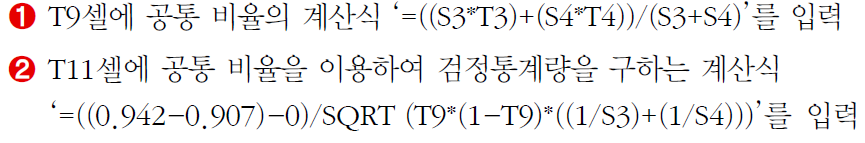 ❶ T9셀에 공통 비율의 계산식 ‘=((S3*T3)+(S4*T4))/(S3+S4)’를 입력
❷ T11셀에 공통 비율을 이용하여 검정통계량을 구하는 계산식
‘=((0.942-0.907)-0)/SQRT (T9*(1-T9)*((1/S3)+(1/S4)))’를 입력